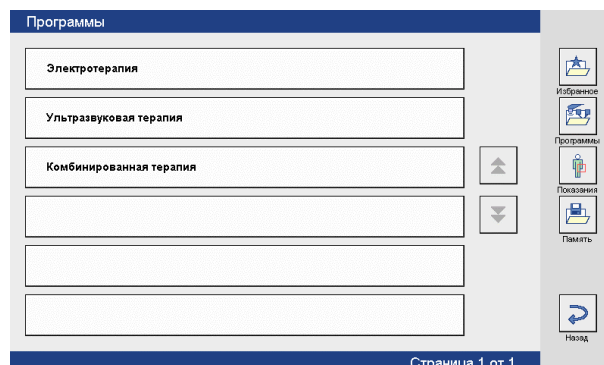 Программы
Электротерапия
Ультразвуковая терапия
Комбинированная терапия
Избранное
Программы
Показания
Память
Назад
Страница 1 от 1